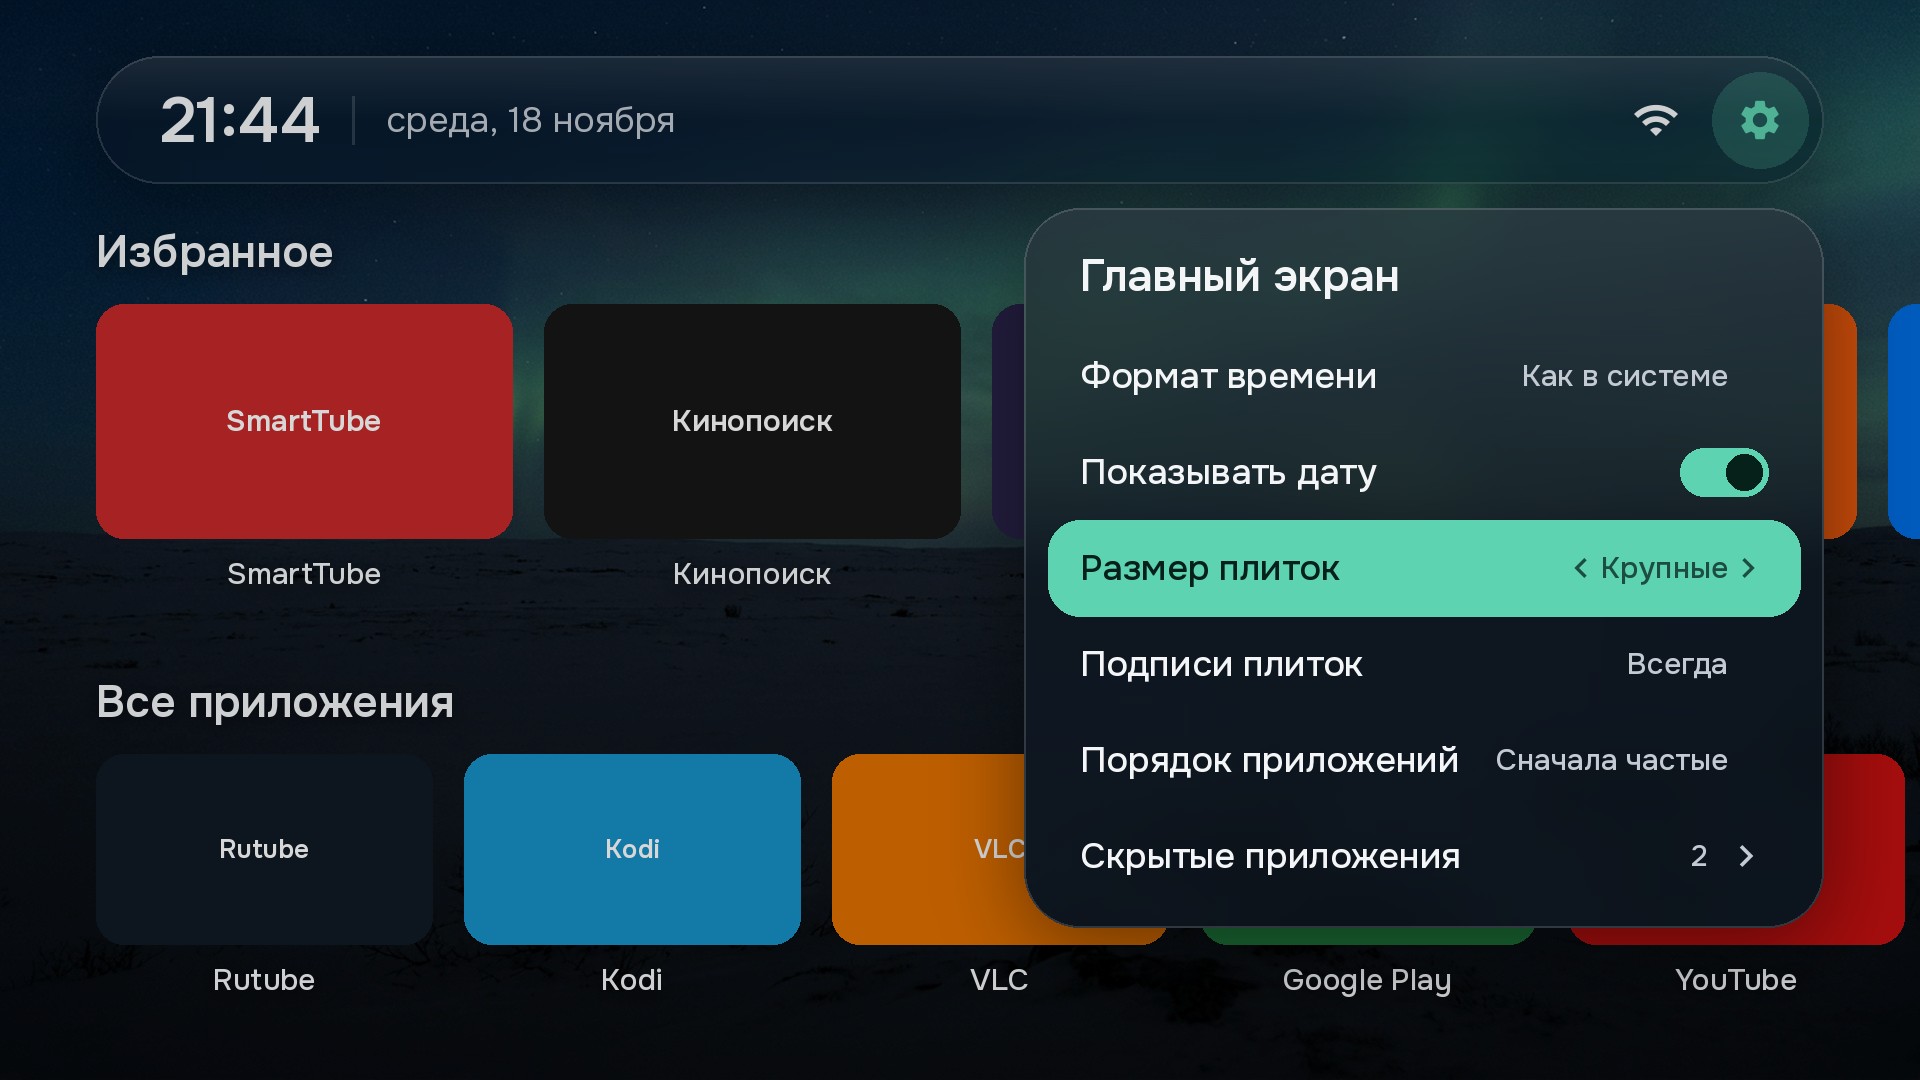 21:44
среда, 18 ноября
Избранное
SmartTube
Кинопоиск
SmartTube
Кинопоиск
Все приложения
Rutube
Kodi
VLC
Rutube
Kodi
VLC
Google Play
YouTube
Главный экран
Формат времени
Как в системе
Показывать дату
Размер плиток
Крупные
Подписи плиток
Всегда
Порядок приложений
Сначала частые
Скрытые приложения
2